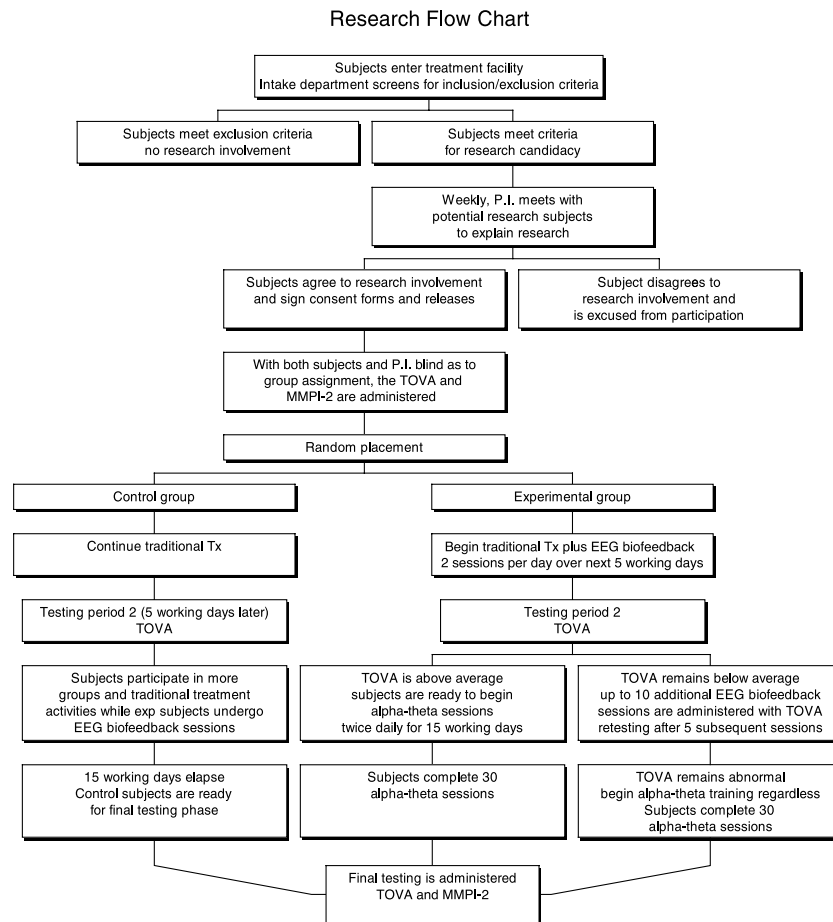 Research Flow Chart
Subjects enter treatment facility
Intake department screens for inclusion/exclusion criteria
Subjects meet exclusion criteria
no research involvement
Subjects meet criteria
for research candidacy
Weekly, P.I. meets with
potential research subjects
to explain research
Subjects agree to research involvement
and sign consent forms and releases
Subject disagrees to
research involvement and
is excused from participation
With both subjects and P.I. blind as to
group assignment, the TOVA and
MMPI-2 are administered
Random placement
Control group
Experimental group
Continue traditional Tx
Begin traditional Tx plus EEG biofeedback
2 sessions per day over next 5 working days
Testing period 2 (5 working days later)
TOVA
Testing period 2
TOVA
Subjects participate in more
groups and traditional treatment
activities while exp subjects undergo
EEG biofeedback sessions
TOVA is above average
subjects are ready to begin
alpha-theta sessions
twice daily for 15 working days
TOVA remains below average
up to 10 additional EEG biofeedback
sessions are administered with TOVA
retesting after 5 subsequent sessions
15 working days elapse
Control subjects are ready
for final testing phase
Subjects complete 30
alpha-theta sessions
TOVA remains abnormal
begin alpha-theta training regardless
Subjects complete 30
alpha-theta sessions
Final testing is administered
TOVA and MMPI-2